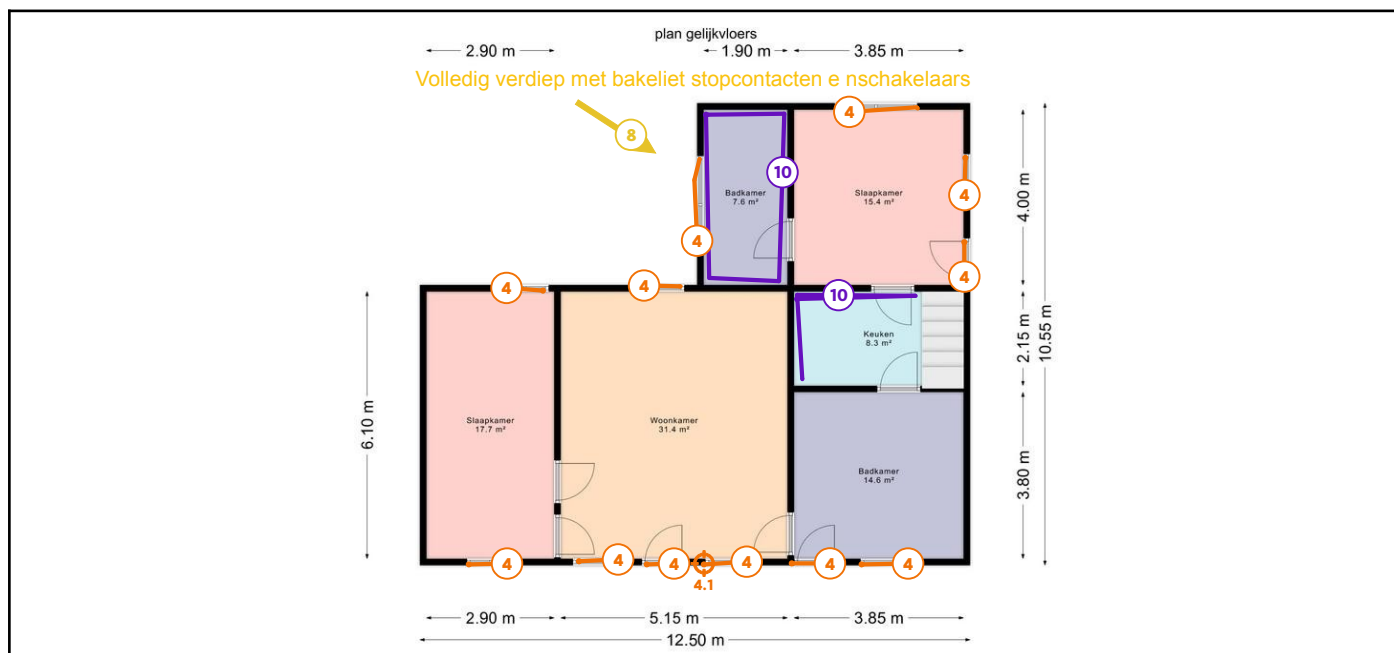 plan gelijkvloers
2.90 m
1.90 m
3.85 m
Volledig verdiep met bakeliet stopcontacten e nschakelaars
4
8
10
Badkamer
7.6 m²
Slaapkamer
15.4 m²
4
4.00 m
4
4
4
4
10
Keuken
8.3 m²
2.15 m
10.55 m
6.10 m
Slaapkamer
17.7 m²
Woonkamer
31.4 m²
Badkamer
14.6 m²
3.80 m
4
4
4
4
4
4
4.1
2.90 m
5.15 m
3.85 m
12.50 m